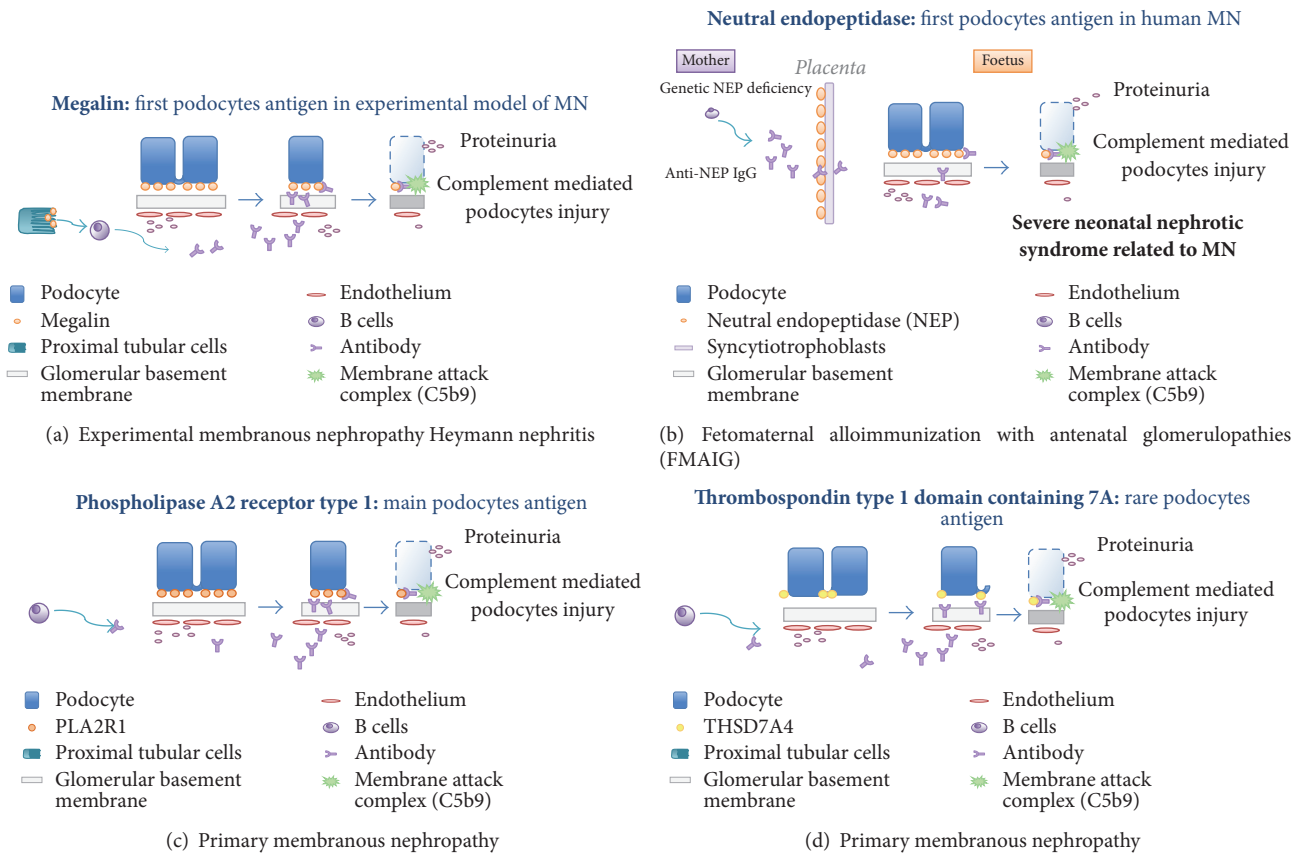 Megalin: first podocytes antigen in experimental model of MN
Proteinuria
Complement mediated
podocytes injury
Podocyte
Megalin
Proximal tubular cells
Glomerular basement
membrane
Endothelium
B cells
Antibody
Membrane attack
complex (C5b9)
(a) Experimental membranous nephropathy Heymann nephritis
Neutral endopeptidase: first podocytes antigen in human MN
Mother
Placenta
Foetus
Genetic NEP deficiency
Anti-NEP IgG
Proteinuria
Complement mediated
podocytes injury
Severe neonatal nephrotic
syndrome related to MN
Podocyte
Neutral endopeptidase (NEP)
Syncytiotrophoblasts
Glomerular basement
membrane
Endothelium
B cells
Antibody
Membrane attack
complex (C5b9)
(b) Fetomaternal alloimmunization with antenatal glomerulopathies
(FMAIG)
Phospholipase A2 receptor type 1: main podocytes antigen
Proteinuria
Complement mediated
podocytes injury
Podocyte
PLA2R1
Proximal tubular cells
Glomerular basement
membrane
Endothelium
B cells
Antibody
Membrane attack
complex (C5b9)
(c) Primary membranous nephropathy
Thrombospondin type 1 domain containing 7A: rare podocytes
antigen
Proteinuria
Complement mediated
podocytes injury
Podocyte
THSD7A4
Proximal tubular cells
Glomerular basement
membrane
Endothelium
B cells
Antibody
Membrane attack
complex (C5b9)
(d) Primary membranous nephropathy